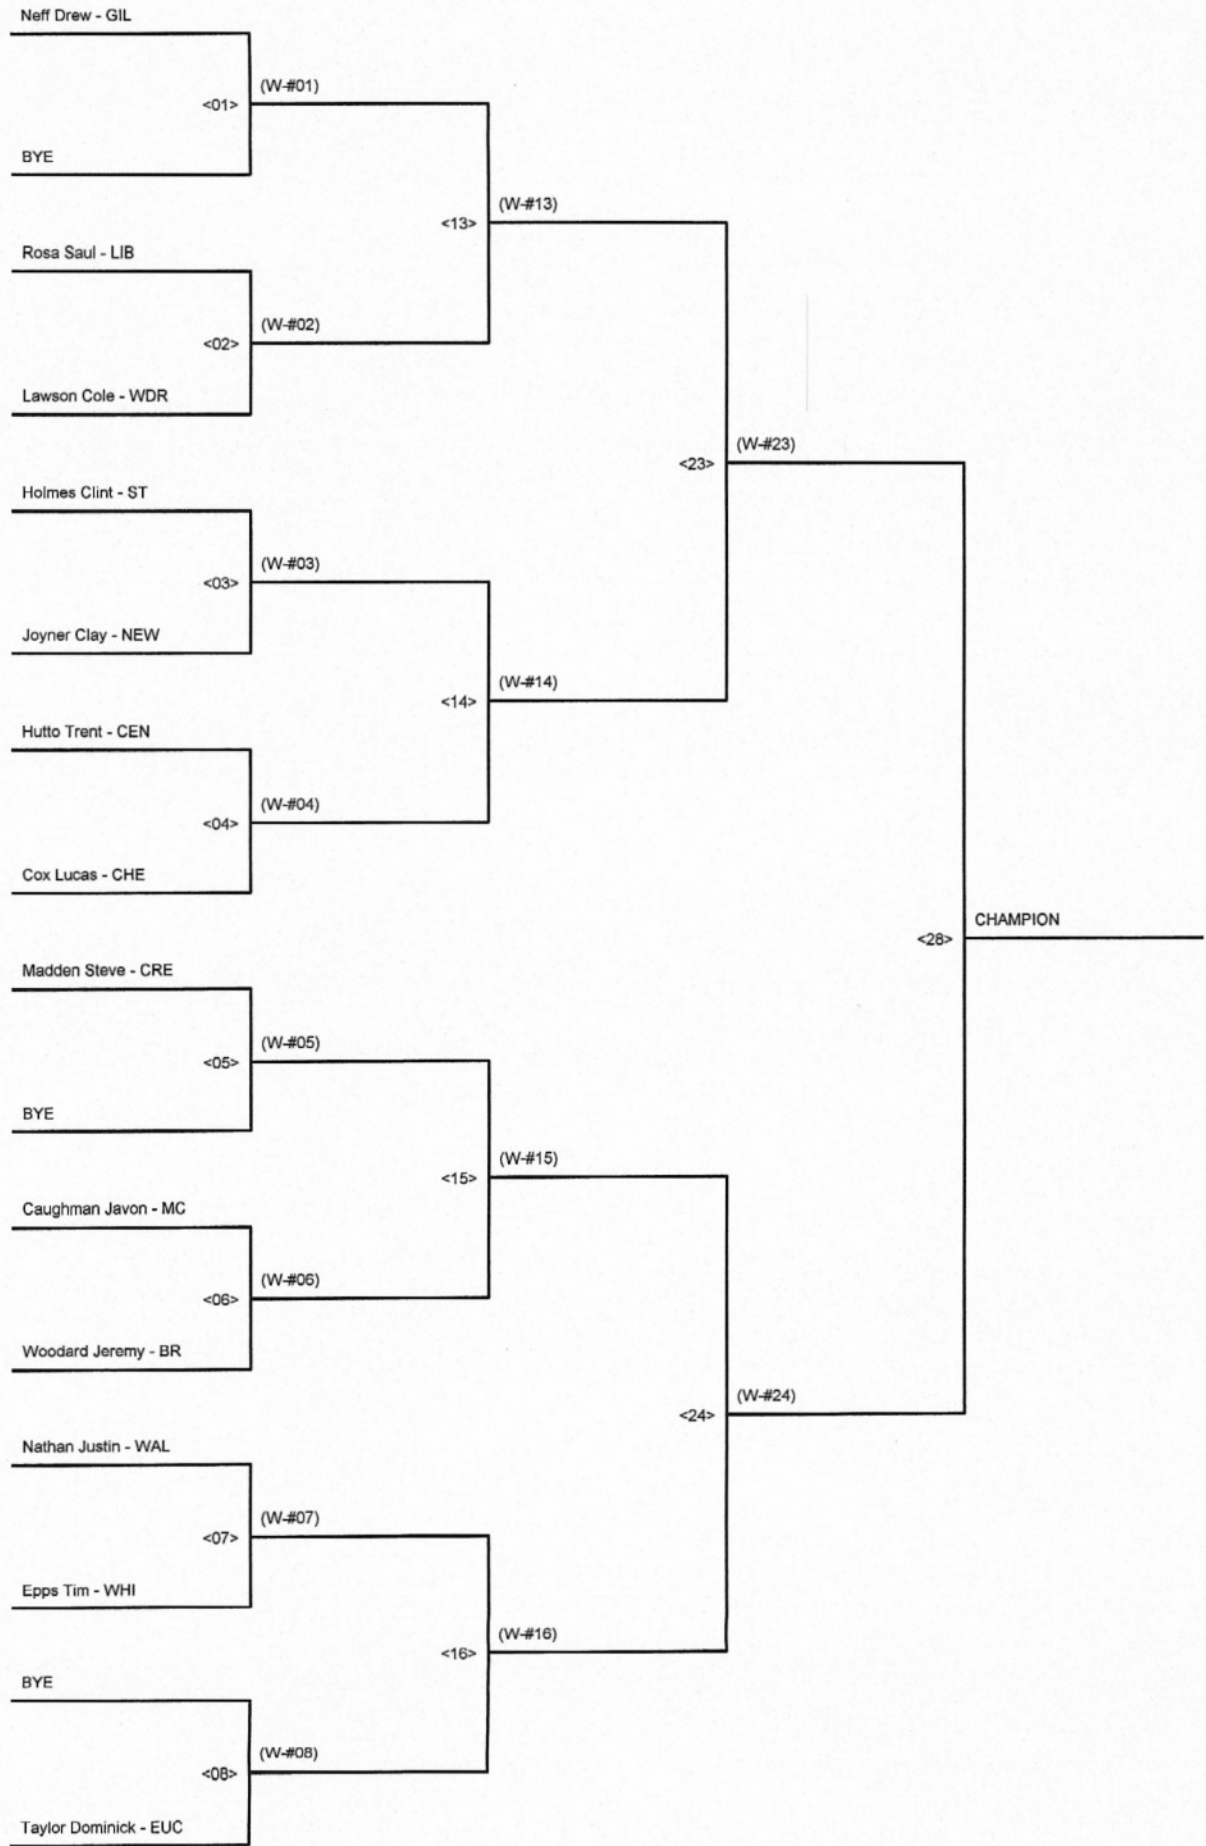 Neff Drew - GIL
(W-#01)
<01>
BYE
(W-#13)
<13>
Rosa Saul - LIB
(W-#02)
<02>
Lawson Cole - WDR
(W-#23)
<23>
Holmes Clint - ST
(W-#03)
<03>
Joyner Clay - NEW
(W-#14)
<14>
Hutto Trent - CEN
(W-#04)
<04>
Cox Lucas - CHE
CHAMPION
<28>
Madden Steve - CRE
(W-#05)
<05>
BYE
(W-#15)
<15>
Caughman Javon - MC
(W-#06)
<06>
Woodard Jeremy - BR
(W-#24)
<24>
Nathan Justin - WAL
(W-#07)
<07>
Epps Tim - WHI
(W-#16)
<16>
BYE
(W-#08)
<08>
Taylor Dominick - EUC